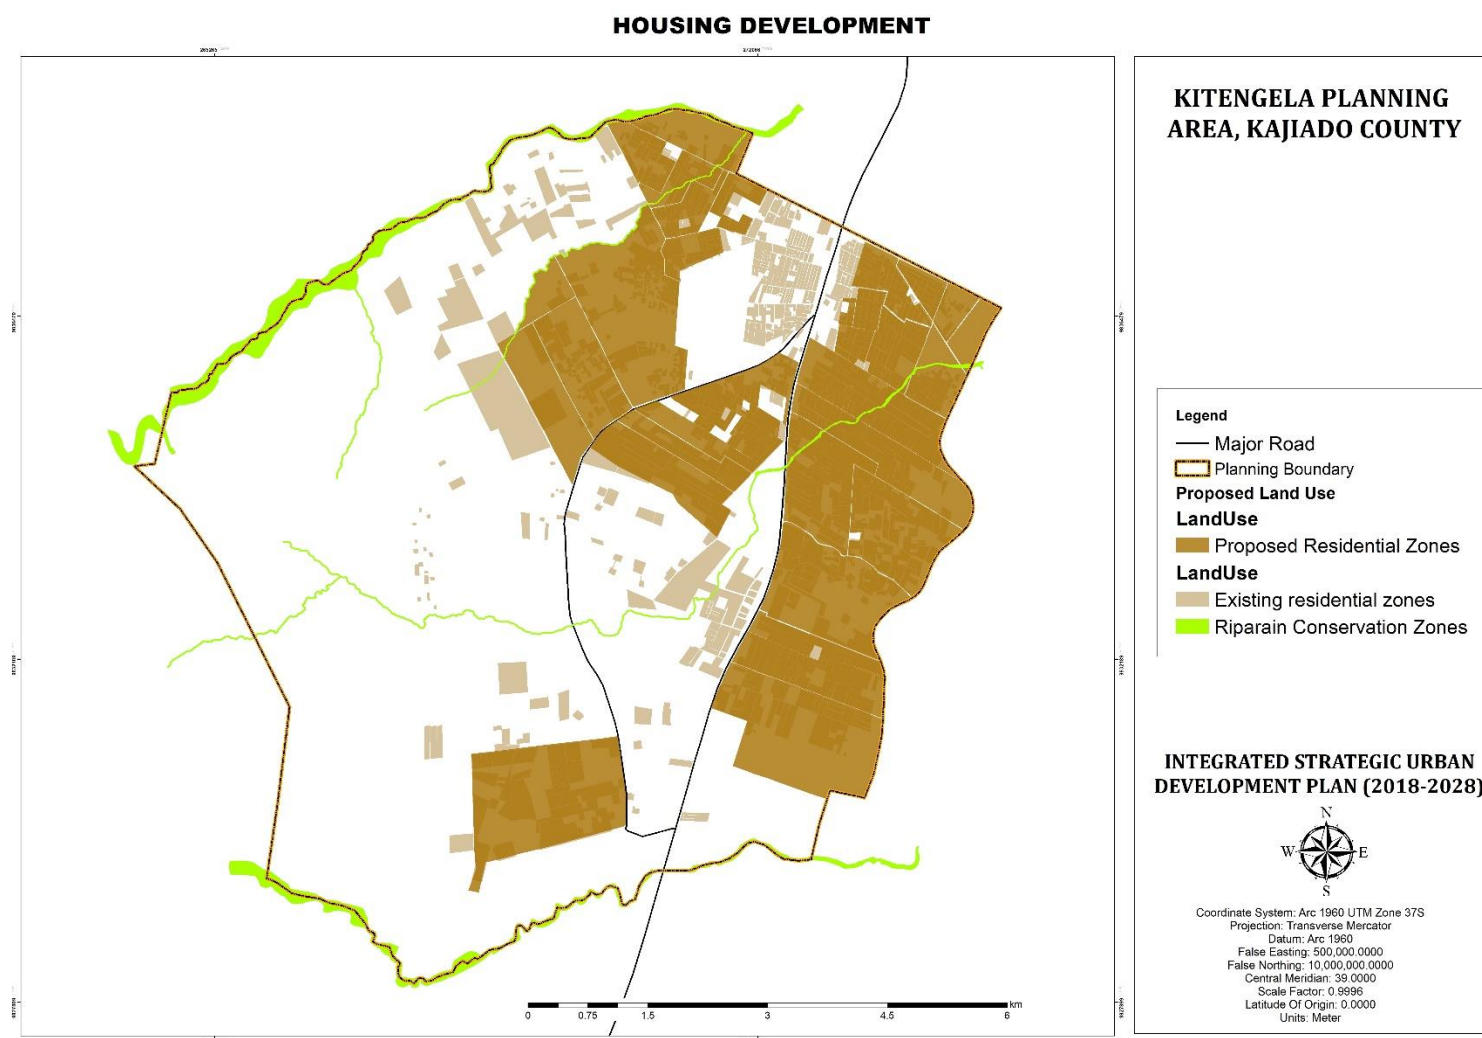 HOUSING DEVELOPMENT
KITENGELA PLANNING
AREA, KAJIADO COUNTY
Legend
Major Road
Planning Boundary
Proposed Land Use
LandUse
Proposed Residential Zones
LandUse
Existing residential zones
Riparain Conservation Zones
INTEGRATED STRATEGIC URBAN
DEVELOPMENT PLAN (2018-2028)
N
W E
S
Coordinate System: Arc 1960 UTM Zone 37S
Projection: Transverse Mercator
Datum: Arc 1960
False Easting: 500,000.0000
False Northing: 10,000,000.0000
Central Meridian: 39.0000
Scale Factor: 0.9996
Latitude Of Origin: 0.0000
Units: Meter
km
0 0.75 1.5 3 4.5 6